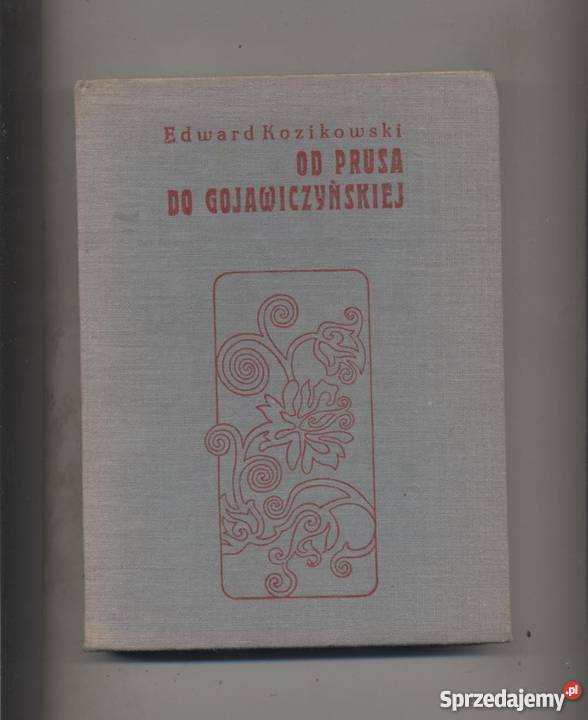 Edward Kozikowski
OD PRUSA
DO GOJAWICZYŃSKIEJ
Sprzedajemy.pl